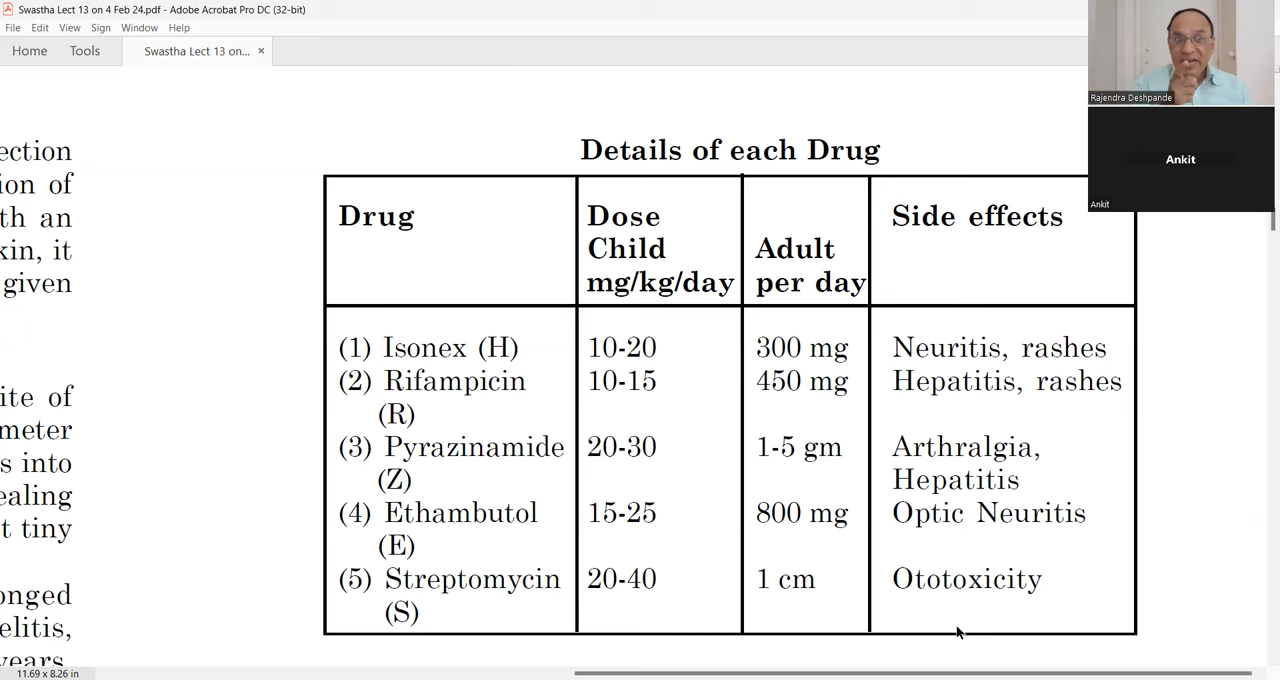 Swastha Lect 13 on 4 Feb 24.pdf - Adobe Acrobat Pro DC (32-bit)
File Edit View Sign Window Help
Home Tools Swastha Lect 13 on... ×
Rajendra Deshpande
Ankit
Ankit
ection
ion of
th an
kin, it
given
ite of
meter
s into
ealing
t tiny
onged
elitis,
years.
Details of each Drug
Drug Dose Side effects
Child Adult
mg/kg/day per day
(1) Isonex (H) 10-20 300 mg Neuritis, rashes
(2) Rifampicin 10-15 450 mg Hepatitis, rashes
(R)
(3) Pyrazinamide 20-30 1-5 gm Arthralgia,
(Z) Hepatitis
(4) Ethambutol 15-25 800 mg Optic Neuritis
(E)
(5) Streptomycin 20-40 1 cm Ototoxicity
(S)
11.69 x 8.26 in